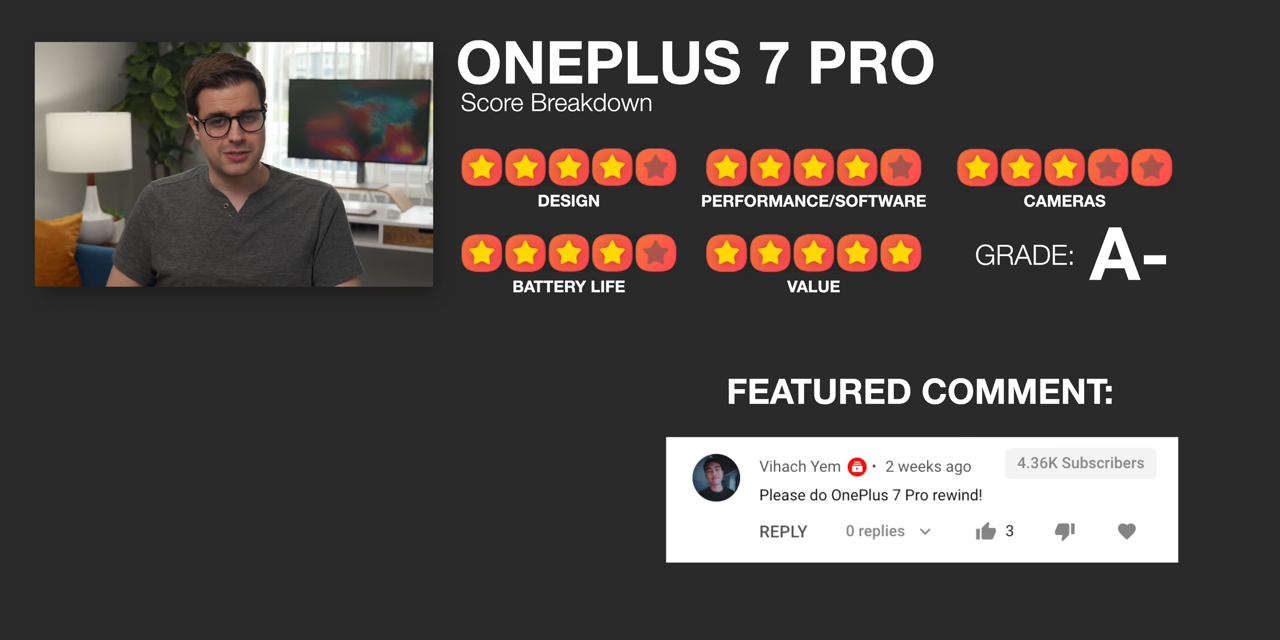 ONEPLUS 7 PRO
Score Breakdown
DESIGN
PERFORMANCE/SOFTWARE
CAMERAS
BATTERY LIFE
VALUE
GRADE: A-
FEATURED COMMENT:
Vihach Yem • 2 weeks ago
4.36K Subscribers
Please do OnePlus 7 Pro rewind!
REPLY 0 replies 3